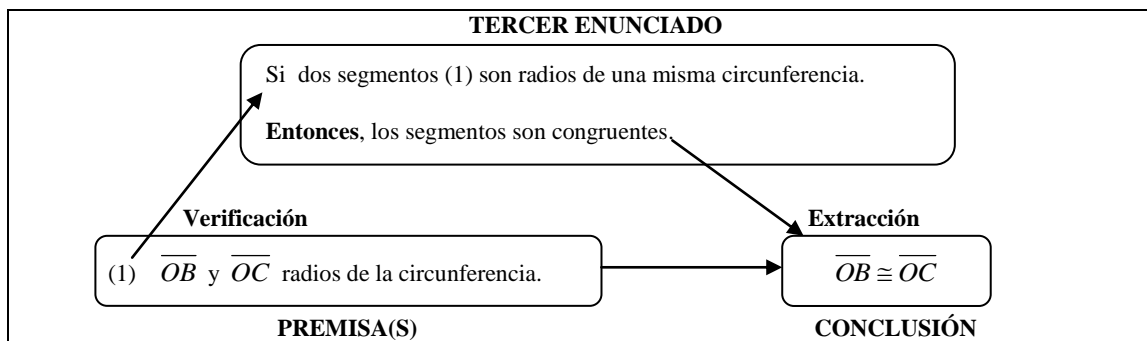 TERCER ENUNCIADO
Si dos segmentos (1) son radios de una misma circunferencia.
Entonces, los segmentos son congruentes.
Verificación Extracción
(1) OB y OC radios de la circunferencia.
OB ≅ OC
PREMISA(S) CONCLUSIÓN